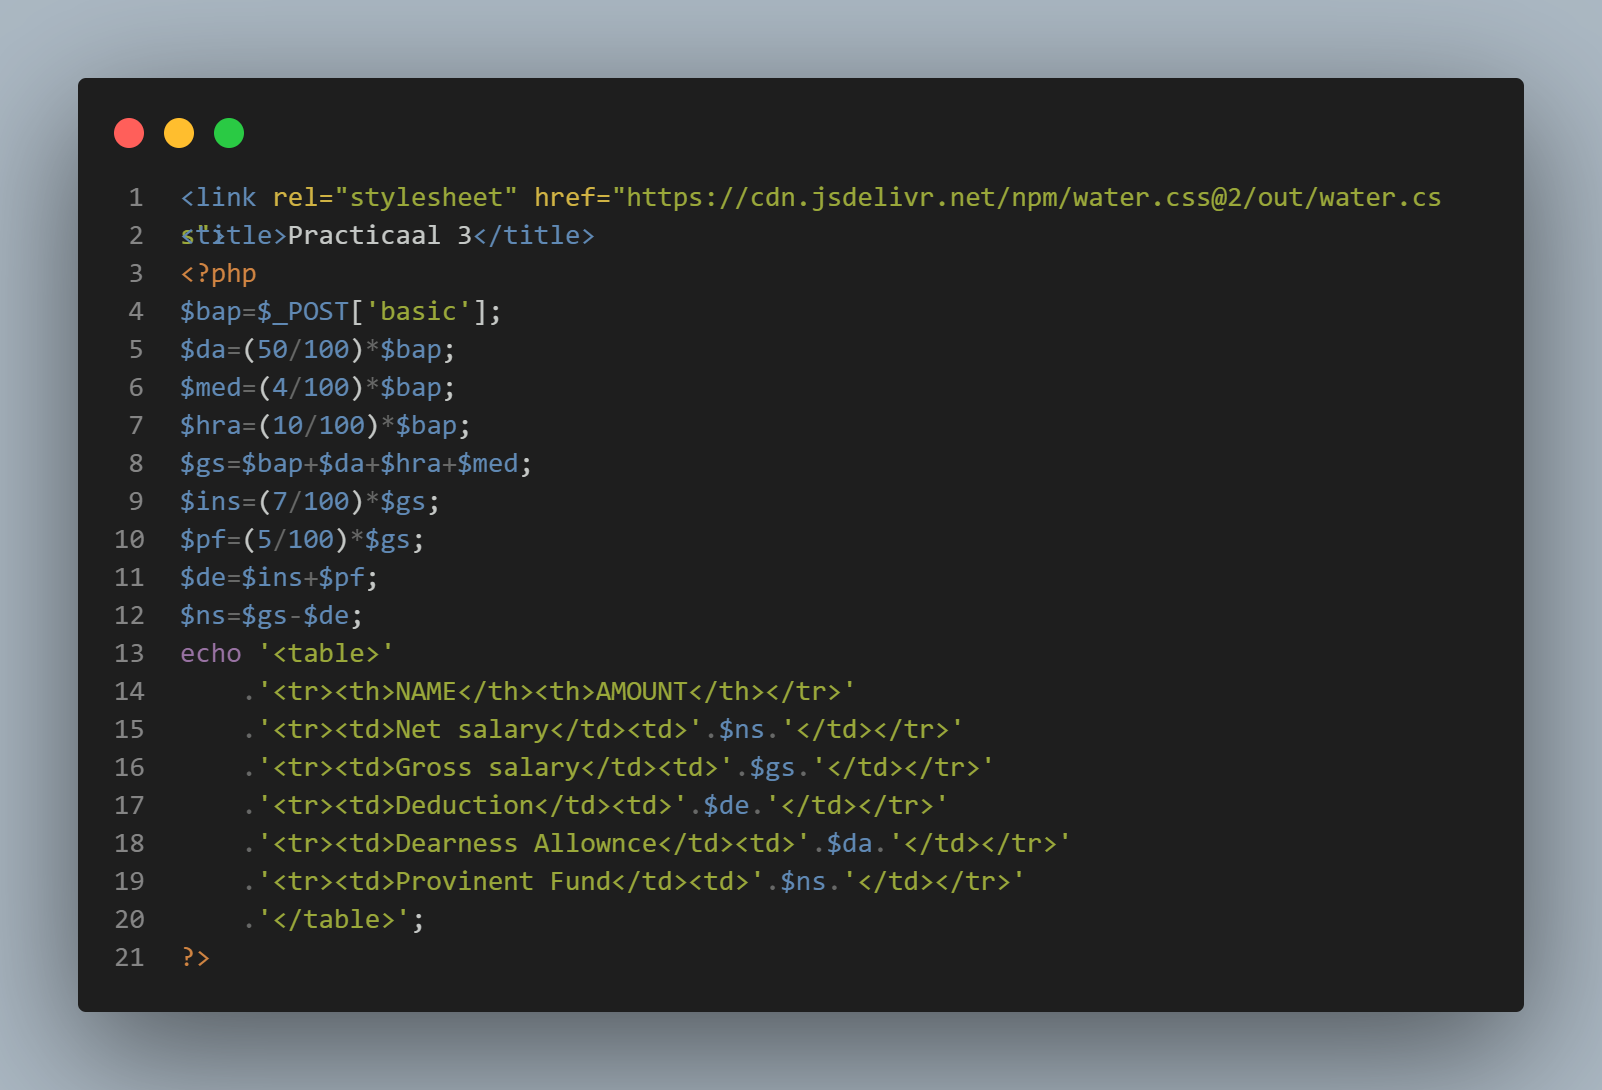 1 <link rel="stylesheet" href="https://cdn.jsdelivr.net/npm/water.css@2/out/water.cs
s">
2 <title>Practicaal 3</title>
3 <?php
4 $bap=$_POST['basic'];
5 $da=(50/100)*$bap;
6 $med=(4/100)*$bap;
7 $hra=(10/100)*$bap;
8 $gs=$bap+$da+$hra+$med;
9 $ins=(7/100)*$gs;
10 $pf=(5/100)*$gs;
11 $de=$ins+$pf;
12 $ns=$gs-$de;
13 echo '<table>'
14     .'<tr><th>NAME</th><th>AMOUNT</th></tr>'
15     .'<tr><td>Net salary</td><td>'.$ns.'</td></tr>'
16     .'<tr><td>Gross salary</td><td>'.$gs.'</td></tr>'
17     .'<tr><td>Deduction</td><td>'.$de.'</td></tr>'
18     .'<tr><td>Dearness Allownce</td><td>'.$da.'</td></tr>'
19     .'<tr><td>Provinent Fund</td><td>'.$ns.'</td></tr>'
20     .'</table>';
21 ?>